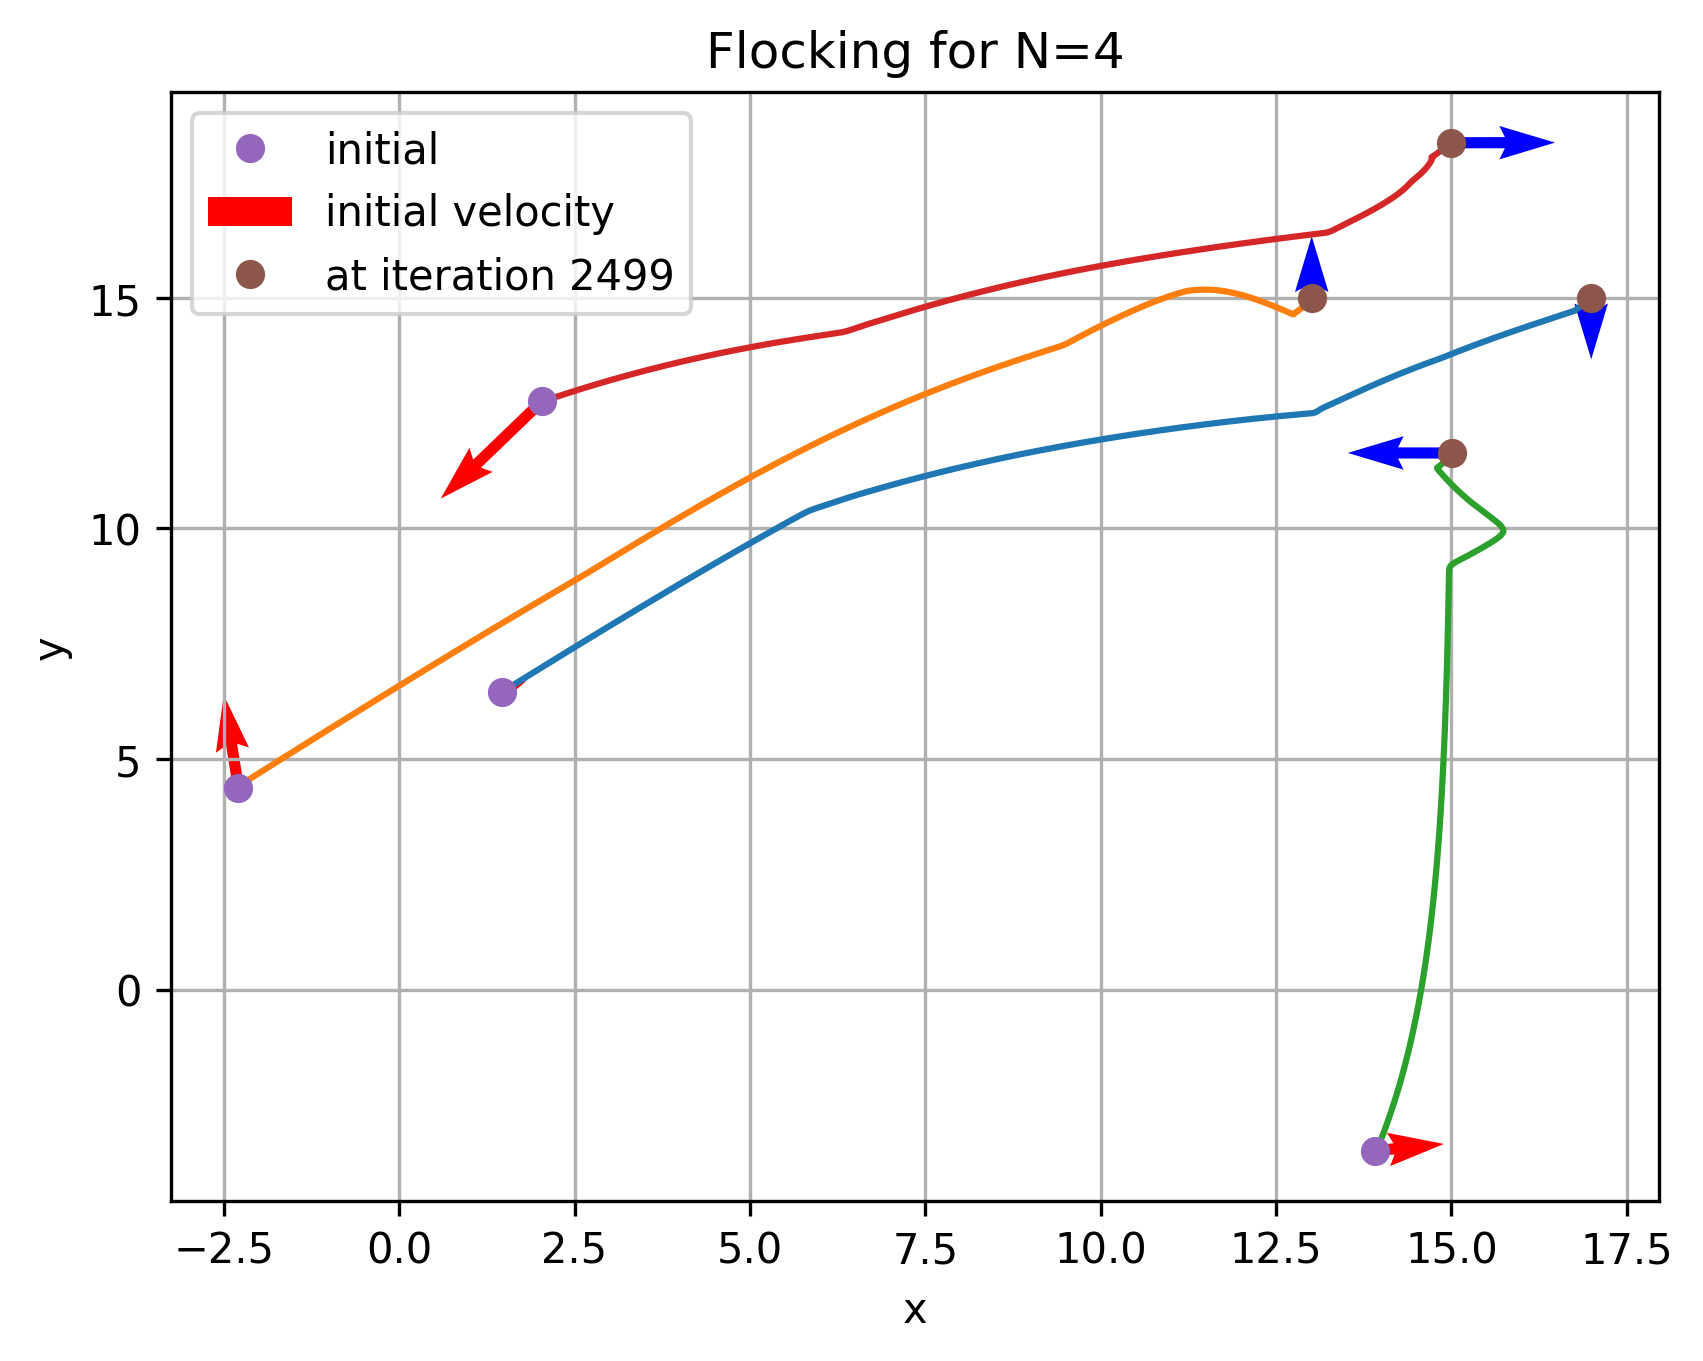 Flocking for N=4
initial
initial velocity
at iteration 2499
15
10
5
0
y
−2.5 0.0 2.5 5.0 7.5 10.0 12.5 15.0 17.5
x